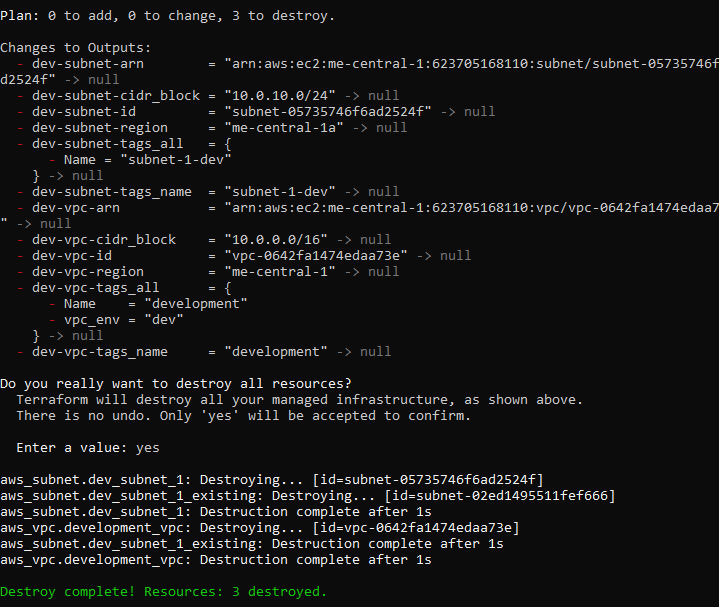 Plan: 0 to add, 0 to change, 3 to destroy.
Changes to Outputs:
- dev-subnet-arn = "arn:aws:ec2:me-central-1:623705168110:subnet/subnet-05735746f6a
d2524f" -> null
- dev-subnet-cidr_block = "10.0.10.0/24" -> null
- dev-subnet-id = "subnet-05735746f6ad2524f" -> null
- dev-subnet-region = "me-central-1a" -> null
- dev-subnet-tags_all = {
- Name = "subnet-1-dev"
} -> null
- dev-subnet-tags_name = "subnet-1-dev" -> null
- dev-vpc-arn = "arn:aws:ec2:me-central-1:623705168110:vpc/vpc-0642fa1474edaa73e
" -> null
- dev-vpc-cidr_block = "10.0.0.0/16" -> null
- dev-vpc-id = "vpc-0642fa1474edaa73e" -> null
- dev-vpc-region = "me-central-1" -> null
- dev-vpc-tags_all = {
- Name = "development"
- vpc_env = "dev"
} -> null
- dev-vpc-tags_name = "development" -> null
Do you really want to destroy all resources?
Terraform will destroy all your managed infrastructure, as shown above.
There is no undo. Only 'yes' will be accepted to confirm.
Enter a value: yes
aws_subnet.dev_subnet_1: Destroying... [id=subnet-05735746f6ad2524f]
aws_subnet.dev_subnet_1_existing: Destroying... [id=subnet-02ed1495511fef666]
aws_subnet.dev_subnet_1: Destruction complete after 1s
aws_vpc.development_vpc: Destroying... [id=vpc-0642fa1474edaa73e]
aws_subnet.dev_subnet_1_existing: Destruction complete after 1s
aws_vpc.development_vpc: Destruction complete after 1s
Destroy complete! Resources: 3 destroyed.